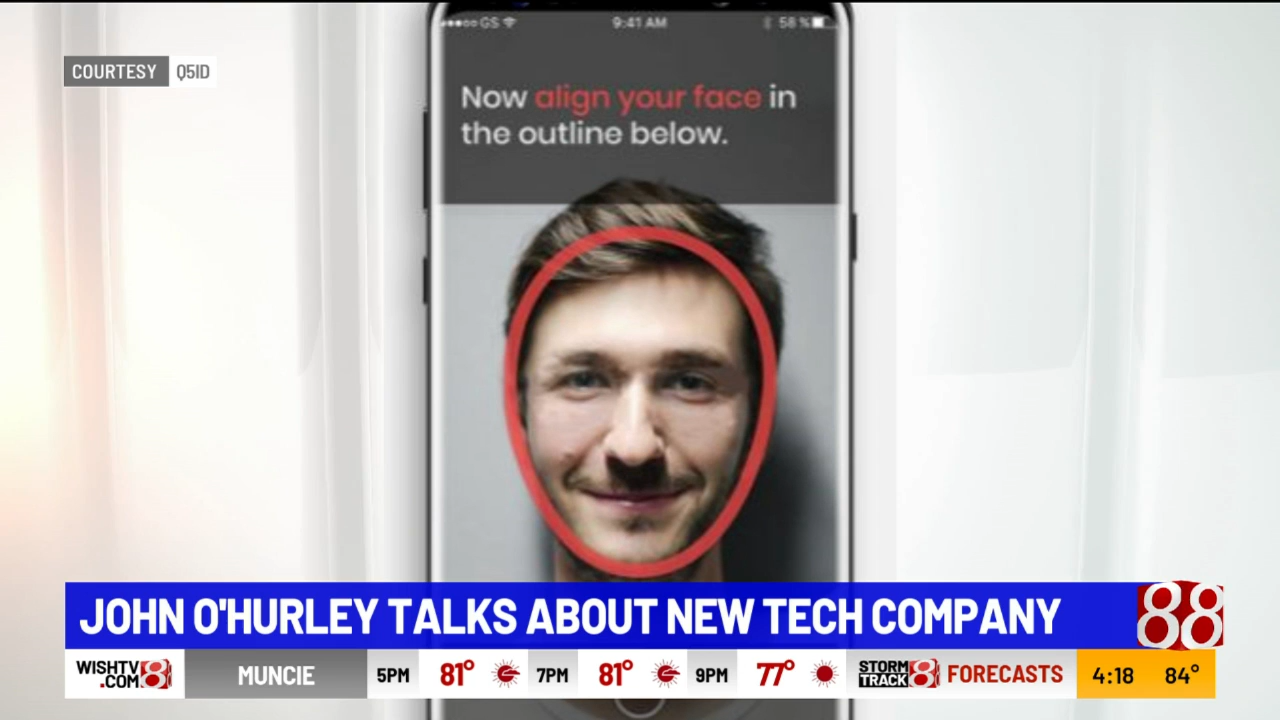 GS 9:41 AM 58 %
COURTESY Q5ID
Now align your face in
the outline below.
JOHN O'HURLEY TALKS ABOUT NEW TECH COMPANY
88
WISHTV
.COM 8
MUNCIE 5PM 81° 7PM 81° 9PM 77°
STORM
TRACK 8
FORECASTS 4:18 84°